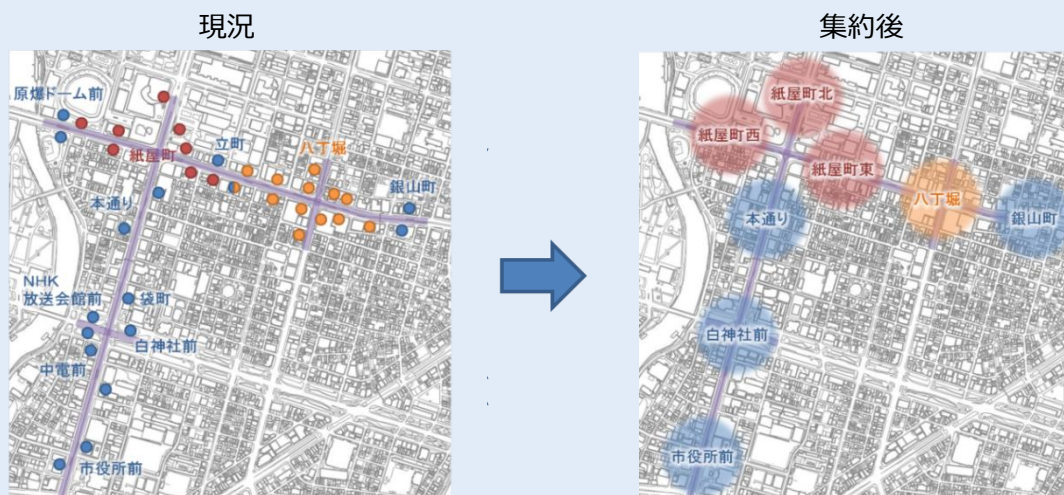 現況
集約後
原爆ドーム前
紙屋町
立町
八丁堀
銀山町
本通り
NHK
放送会館前
袋町
白神社前
中電前
市役所前
紙屋町北
紙屋町西
紙屋町東
八丁堀
本通り
銀山町
白神社前
市役所前